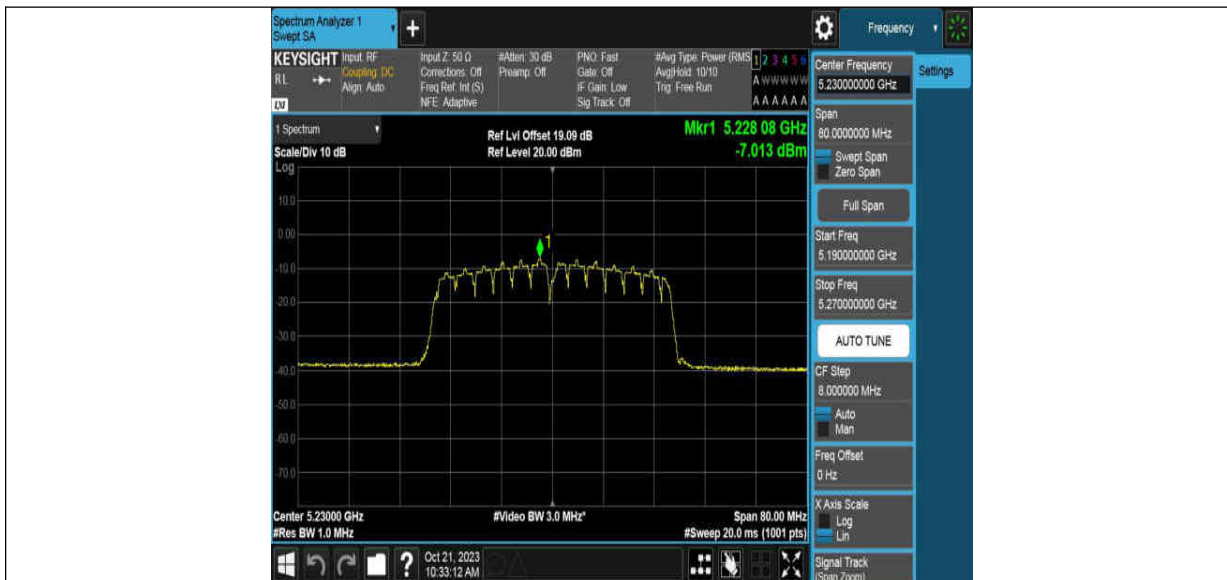 Spectrum Analyzer 1
Swept SA
+
Frequency
KEYSIGHT
RL
LXI
Input: RF
Coupling: DC
Align: Auto
Input Z: 50 Ω
Corrections: Off
Freq Ref: Int (S)
NFE: Adaptive
#Atten: 30 dB
Preamp: Off
PNO: Fast
Gate: Off
IF Gain: Low
Sig Track: Off
#Avg Type: Power (RMS
Avg|Hold: 10/10
Trig: Free Run
1 2 3 4 5 6
A W W W W W
A A A A A A
1 Spectrum
Scale/Div 10 dB
Ref Lvl Offset 19.09 dB
Ref Level 20.00 dBm
Mkr1 5.228 08 GHz
-7.013 dBm
Log
10.0
0.00
-10.0
-20.0
-30.0
-40.0
-50.0
-60.0
-70.0
1
Center 5.23000 GHz
#Res BW 1.0 MHz
#Video BW 3.0 MHz*
Span 80.00 MHz
#Sweep 20.0 ms (1001 pts)
?
Oct 21, 2023
10:33:12 AM
Center Frequency
5.230000000 GHz
Settings
Span
80.0000000 MHz
Swept Span
Zero Span
Full Span
Start Freq
5.190000000 GHz
Stop Freq
5.270000000 GHz
AUTO TUNE
CF Step
8.000000 MHz
Auto
Man
Freq Offset
0 Hz
X Axis Scale
Log
Lin
Signal Track
(Span Zoom)